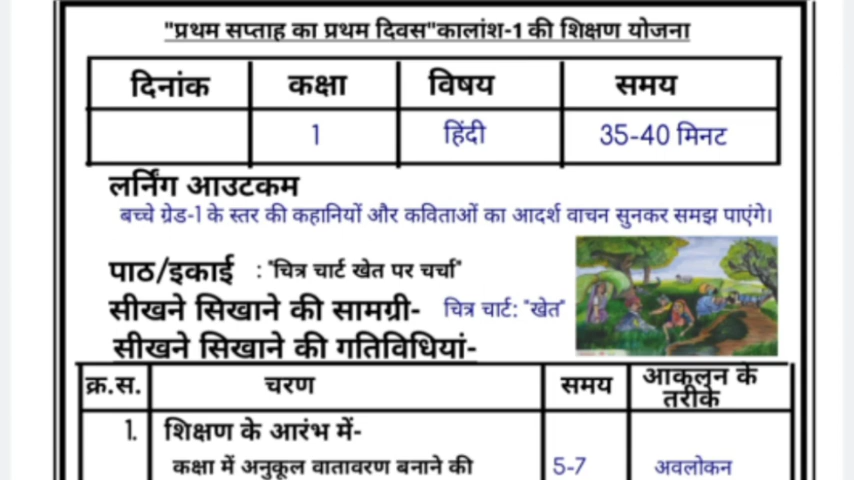 "प्रथम सप्ताह का प्रथम दिवस"कालांश-1 की शिक्षण योजना
दिनांक कक्षा विषय समय
1 हिंदी 35-40 मिनट
लर्निंग आउटकम
बच्चे ग्रेड-1 के स्तर की कहानियों और कविताओं का आदर्श वाचन सुनकर समझ पाएंगे।
पाठ/इकाई : "चित्र चार्ट खेत पर चर्चा"
सीखने सिखाने की सामग्री- चित्र चार्ट: "खेत"
सीखने सिखाने की गतिविधियां-
क्र.स. चरण समय आकलन के
तरीके
1. शिक्षण के आरंभ में-
कक्षा में अनुकूल वातावरण बनाने की 5-7 अवलोकन